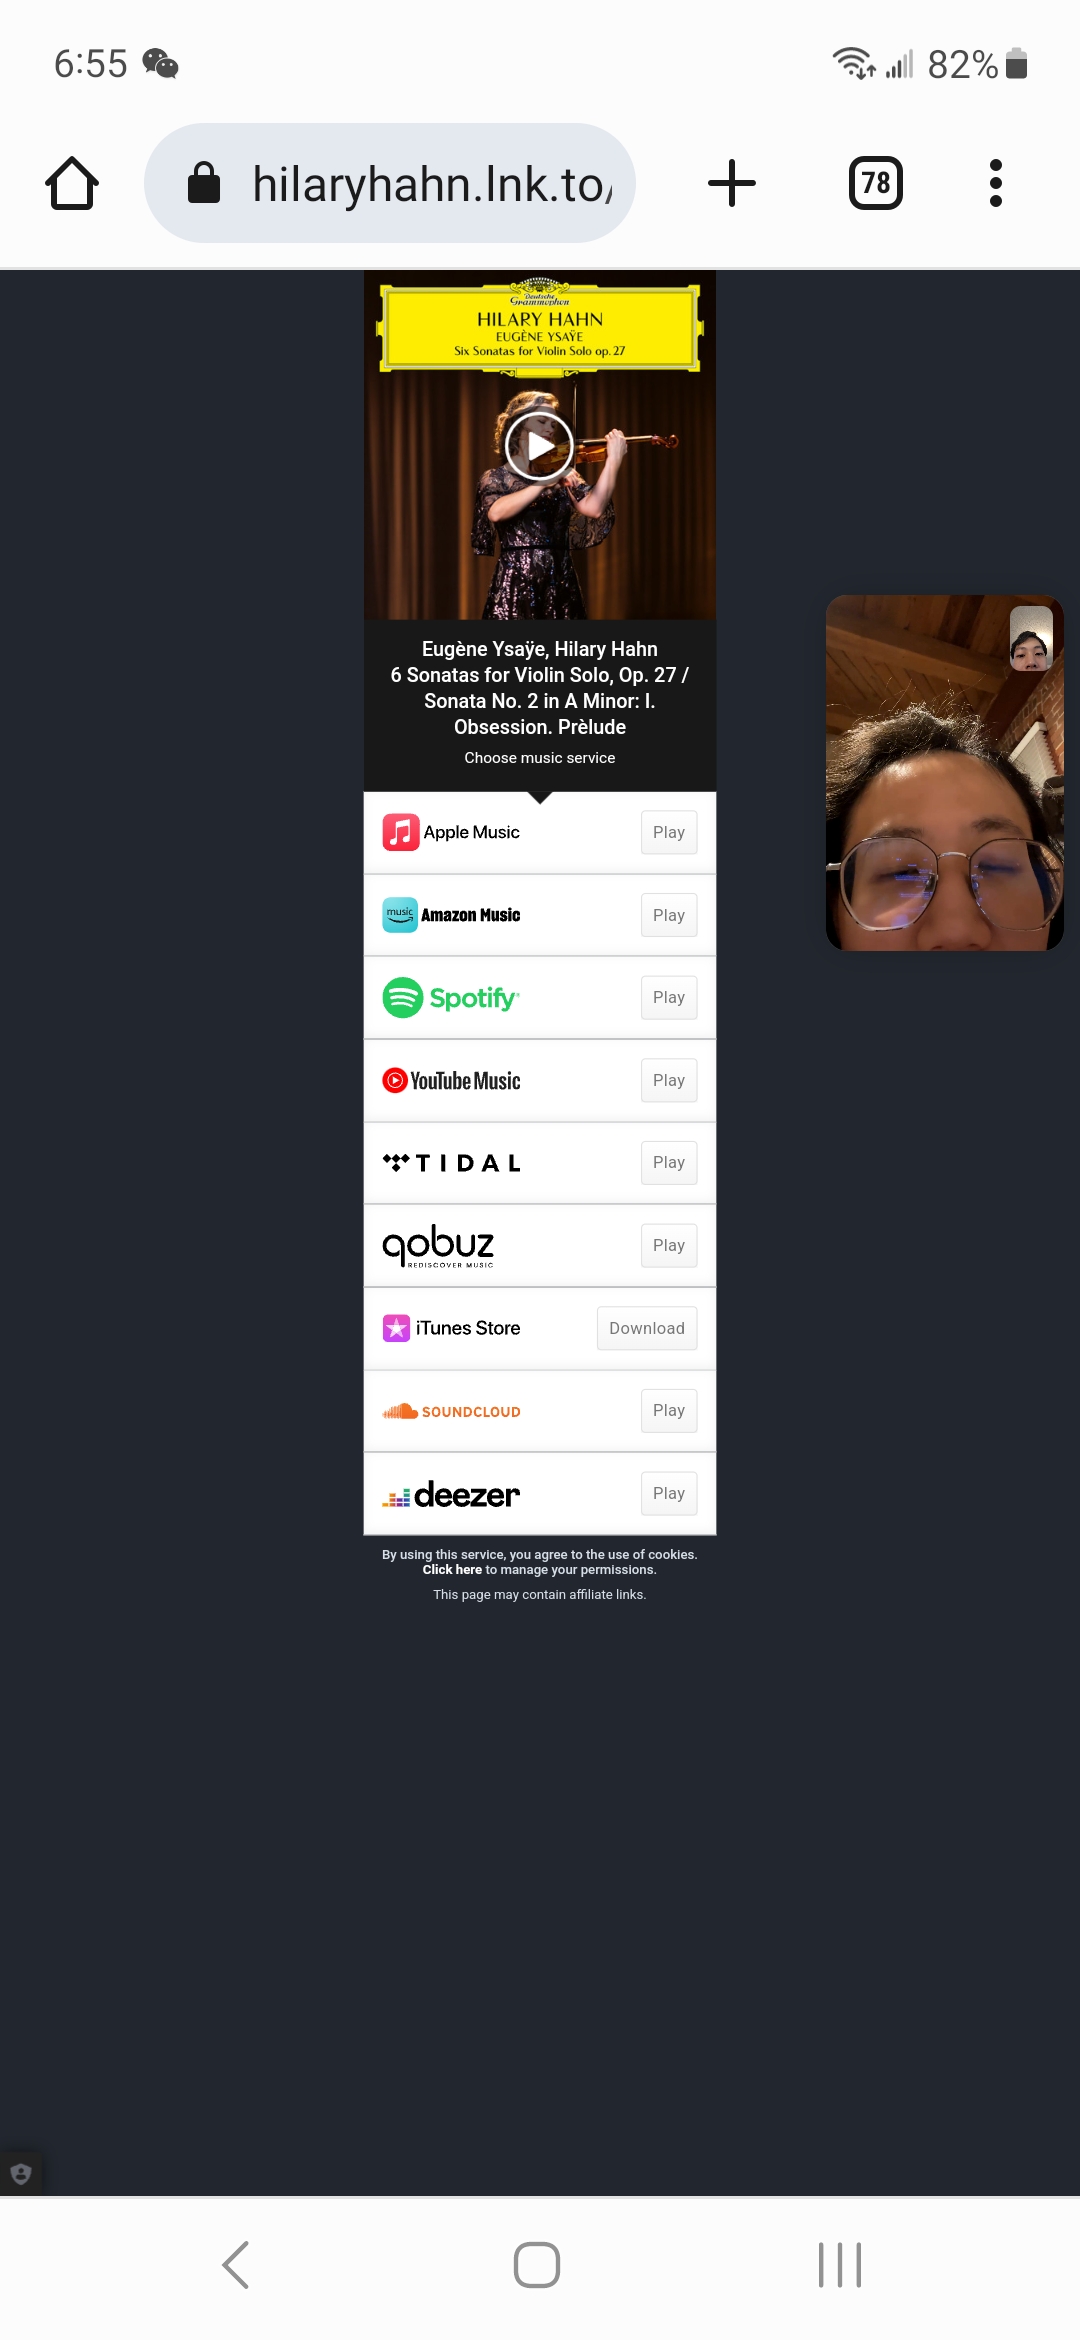 6:55
82%
hilaryhahn.lnk.to/
78
Deutsche
Grammophon
HILARY HAHN
EUGÈNE YSAŸE
Six Sonatas for Violin Solo op. 27
Eugène Ysaÿe, Hilary Hahn
6 Sonatas for Violin Solo, Op. 27 /
Sonata No. 2 in A Minor: I.
Obsession. Prèlude
Choose music service
Apple Music Play
music Amazon Music Play
Spotify Play
YouTube Music Play
TIDAL Play
qobuz Play
REDISCOVER MUSIC
iTunes Store Download
SOUNDCLOUD Play
deezer Play
By using this service, you agree to the use of cookies.
Click here to manage your permissions.
This page may contain affiliate links.